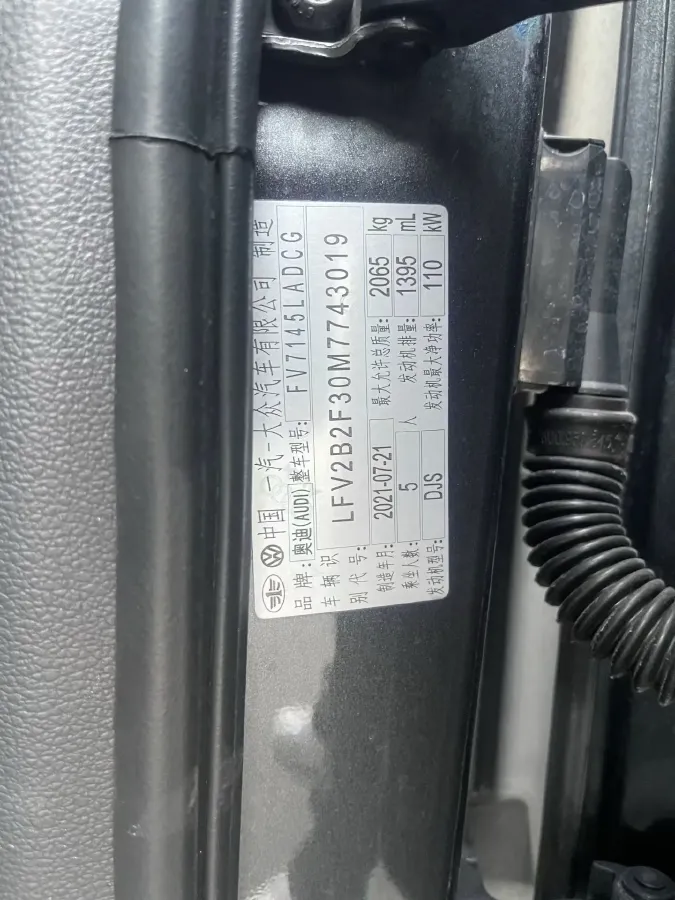 中国 一汽-大众汽车有限公司 制造
品牌: 奥迪(AUDI) 整车型号: FV7145LADCG
车辆识别代号: LFV2B2F30M7743019
制造年月: 2021-07-21 最大允许总质量: 2065 kg
乘坐人数: 5 人 发动机排量: 1395 mL
发动机型号: DJS 发动机最大净功率: 110 kW